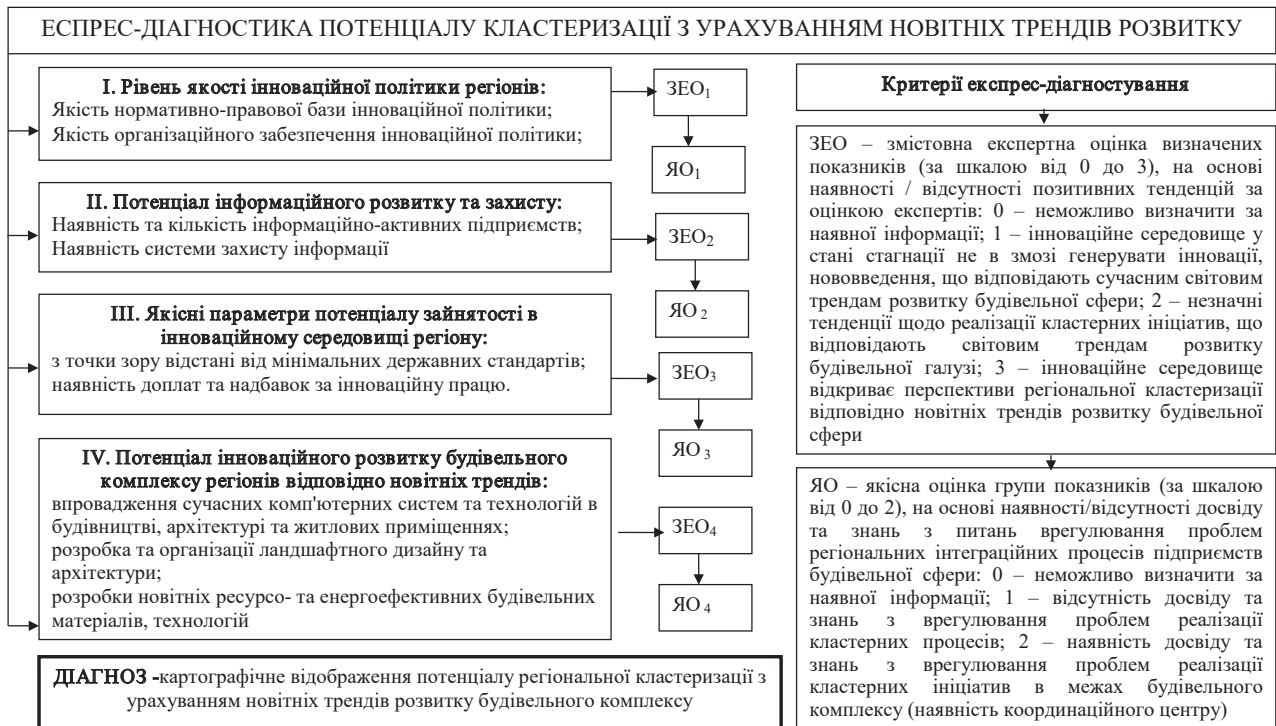 ЕСПРЕС-ДІАГНОСТИКА ПОТЕНЦІАЛУ КЛАСТЕРИЗАЦІЇ З УРАХУВАННЯМ НОВІТНІХ ТРЕНДІВ РОЗВИТКУ
І. Рівень якості інноваційної політики регіонів:
Якість нормативно-правової бази інноваційної політики;
Якість організаційного забезпечення інноваційної політики;
ЗЕО1
ЯО1
ІІ. Потенціал інформаційного розвитку та захисту:
Наявність та кількість інформаційно-активних підприємств;
Наявність системи захисту інформації
ЗЕО2
ЯО 2
ІІІ. Якісні параметри потенціалу зайнятості в
інноваційному середовищі регіону:
з точки зору відстані від мінімальних державних стандартів;
наявність доплат та надбавок за інноваційну працю.
ЗЕО3
ЯО 3
IV. Потенціал інноваційного розвитку будівельного
комплексу регіонів відповідно новітніх трендів:
впровадження сучасних комп'ютерних систем та технологій в
будівництві, архітектурі та житлових приміщеннях;
розробка та організації ландшафтного дизайну та
архітектури;
розробки новітніх ресурсо- та енергоефективних будівельних
матеріалів, технологій
ЗЕО4
ЯО 4
ДІАГНОЗ -картографічне відображення потенціалу регіональної кластеризації з
урахуванням новітніх трендів розвитку будівельного комплексу
Критерії експрес-діагностування
ЗЕО – змістовна експертна оцінка визначених
показників (за шкалою від 0 до 3), на основі
наявності / відсутності позитивних тенденцій за
оцінкою експертів: 0 – неможливо визначити за
наявної інформації; 1 – інноваційне середовище у
стані стагнації не в змозі генерувати інновації,
нововведення, що відповідають сучасним світовим
трендам розвитку будівельної сфери; 2 – незначні
тенденції щодо реалізації кластерних ініціатив, що
відповідають світовим трендам розвитку
будівельної галузі; 3 – інноваційне середовище
відкриває перспективи регіональної кластеризації
відповідно новітніх трендів розвитку будівельної
сфери
ЯО – якісна оцінка групи показників (за шкалою
від 0 до 2), на основі наявності/відсутності досвіду
та знань з питань врегулювання проблем
регіональних інтеграційних процесів підприємств
будівельної сфери: 0 – неможливо визначити за
наявної інформації; 1 – відсутність досвіду та
знань з врегулювання проблем реалізації
кластерних процесів; 2 – наявність досвіду та
знань з врегулювання проблем реалізації
кластерних ініціатив в межах будівельного
комплексу (наявність координаційного центру)